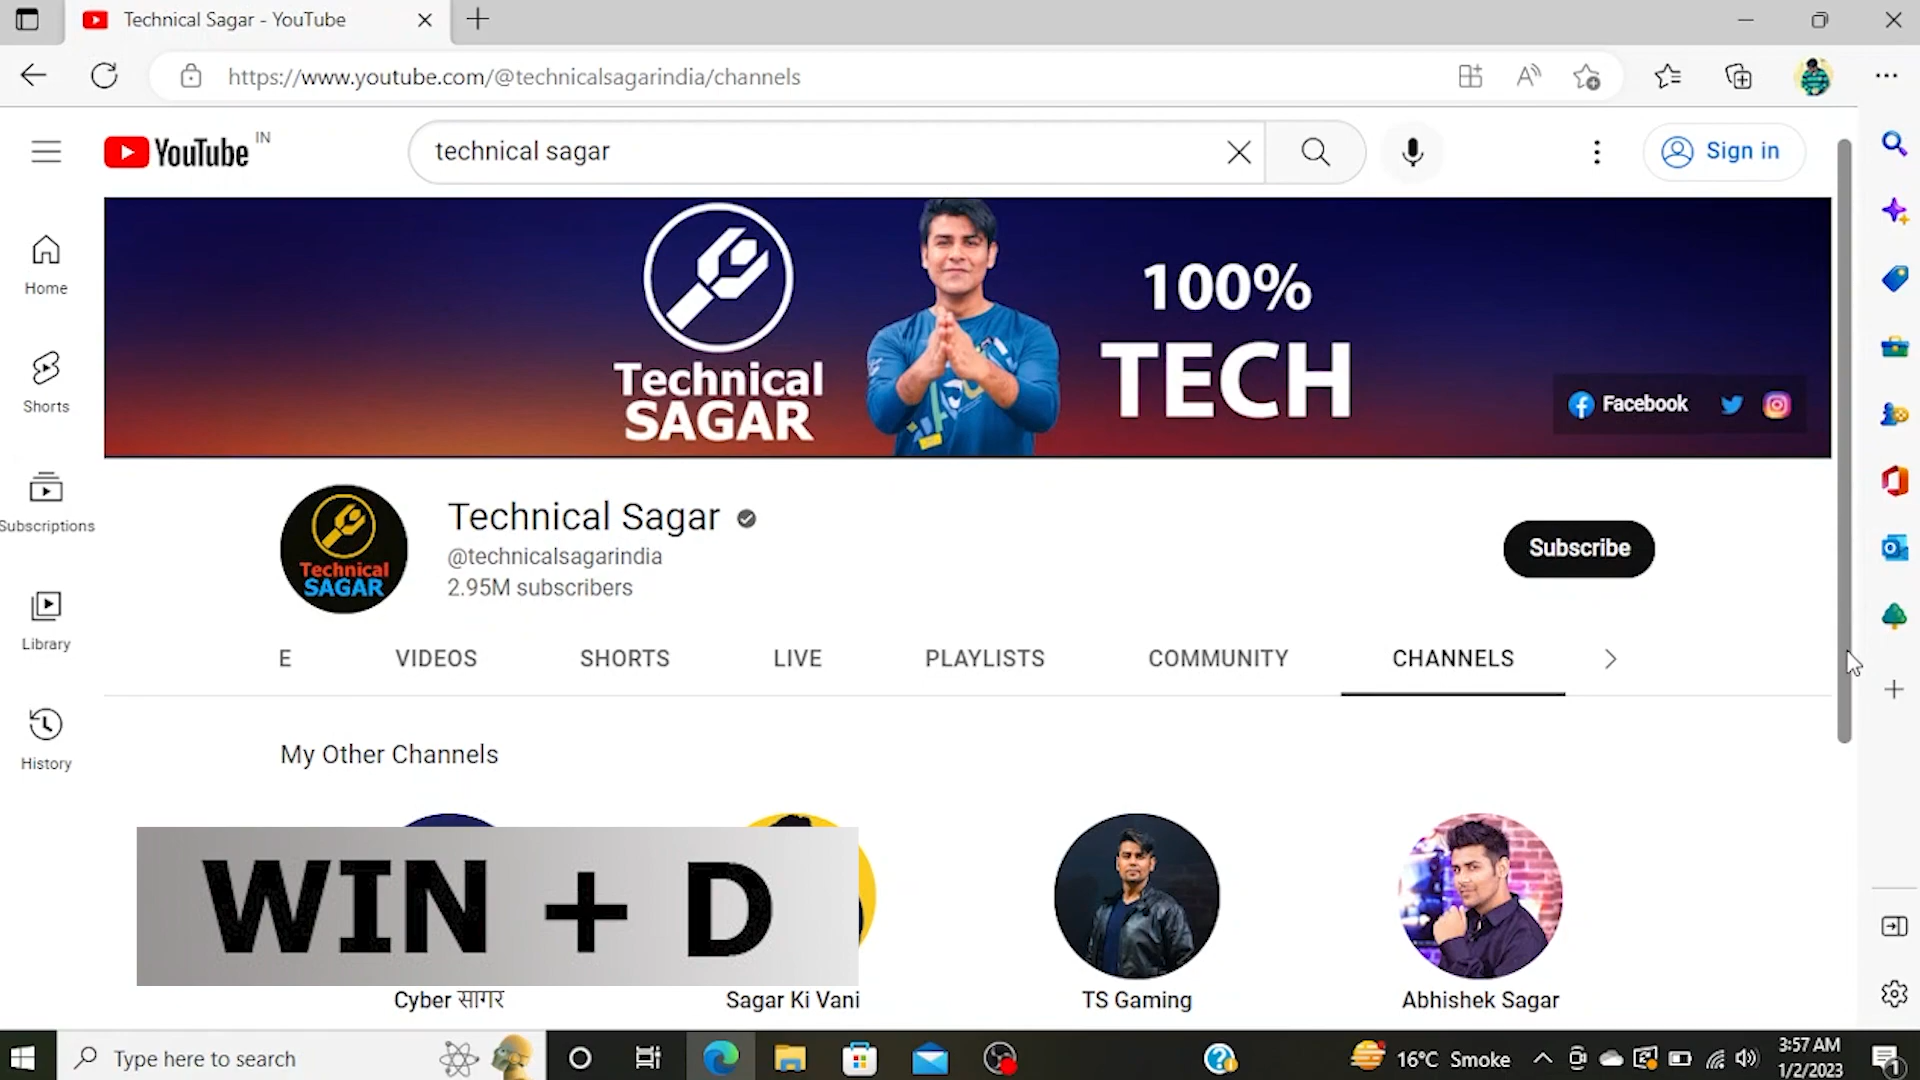 Technical Sagar - YouTube
https://www.youtube.com/@technicalsagarindia/channels
YouTube IN
technical sagar
Sign in
Home
Shorts
Subscriptions
Library
History
Technical
SAGAR
100%
TECH
Facebook
Technical
SAGAR
Technical Sagar
@technicalsagarindia
2.95M subscribers
Subscribe
E VIDEOS SHORTS LIVE PLAYLISTS COMMUNITY CHANNELS
My Other Channels
WIN + D
Cyber सागर Sagar Ki Vani TS Gaming Abhishek Sagar
Type here to search
16°C Smoke
3:57 AM
1/2/2023
1